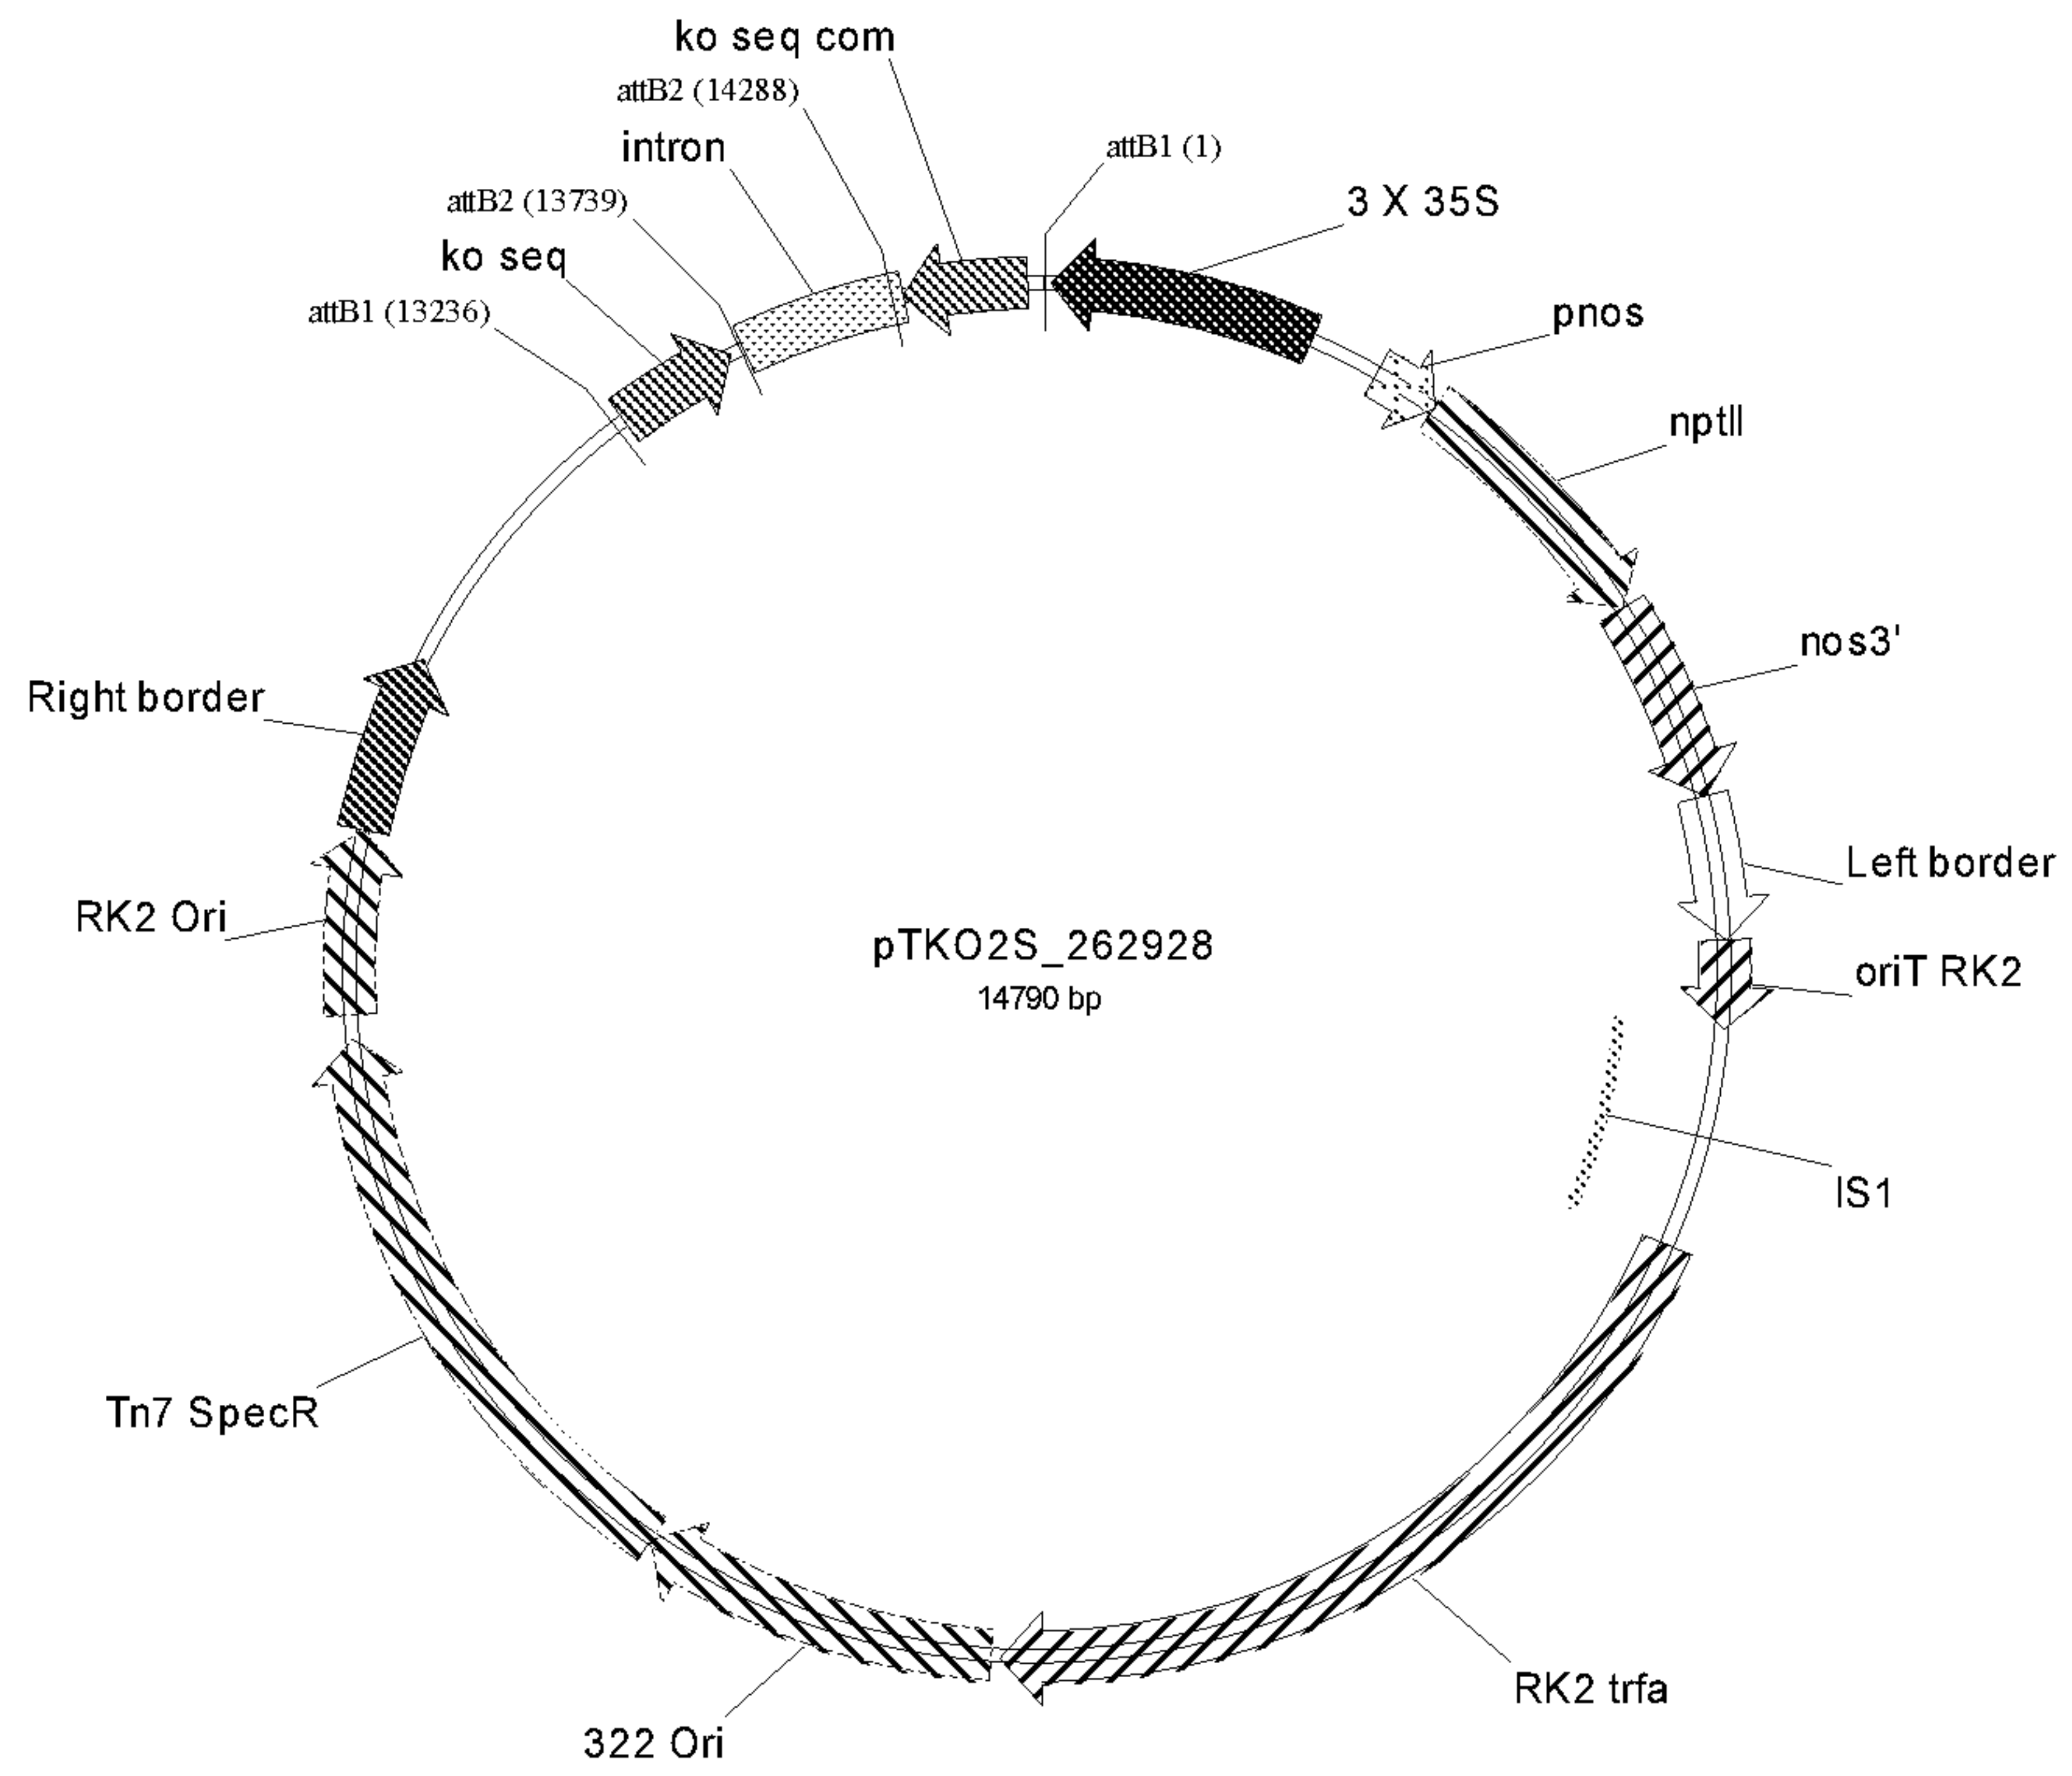 ko seq com
attB2 (14288)
intron
attB1 (1)
attB2 (13739)
3 X 35S
ko seq
attB1 (13236)
pnos
nptII
nos3'
Right border
Left border
RK2 Ori
pTKO2S_262928
oriT RK2
14790 bp
IS1
Tn7 SpecR
RK2 trfa
322 Ori